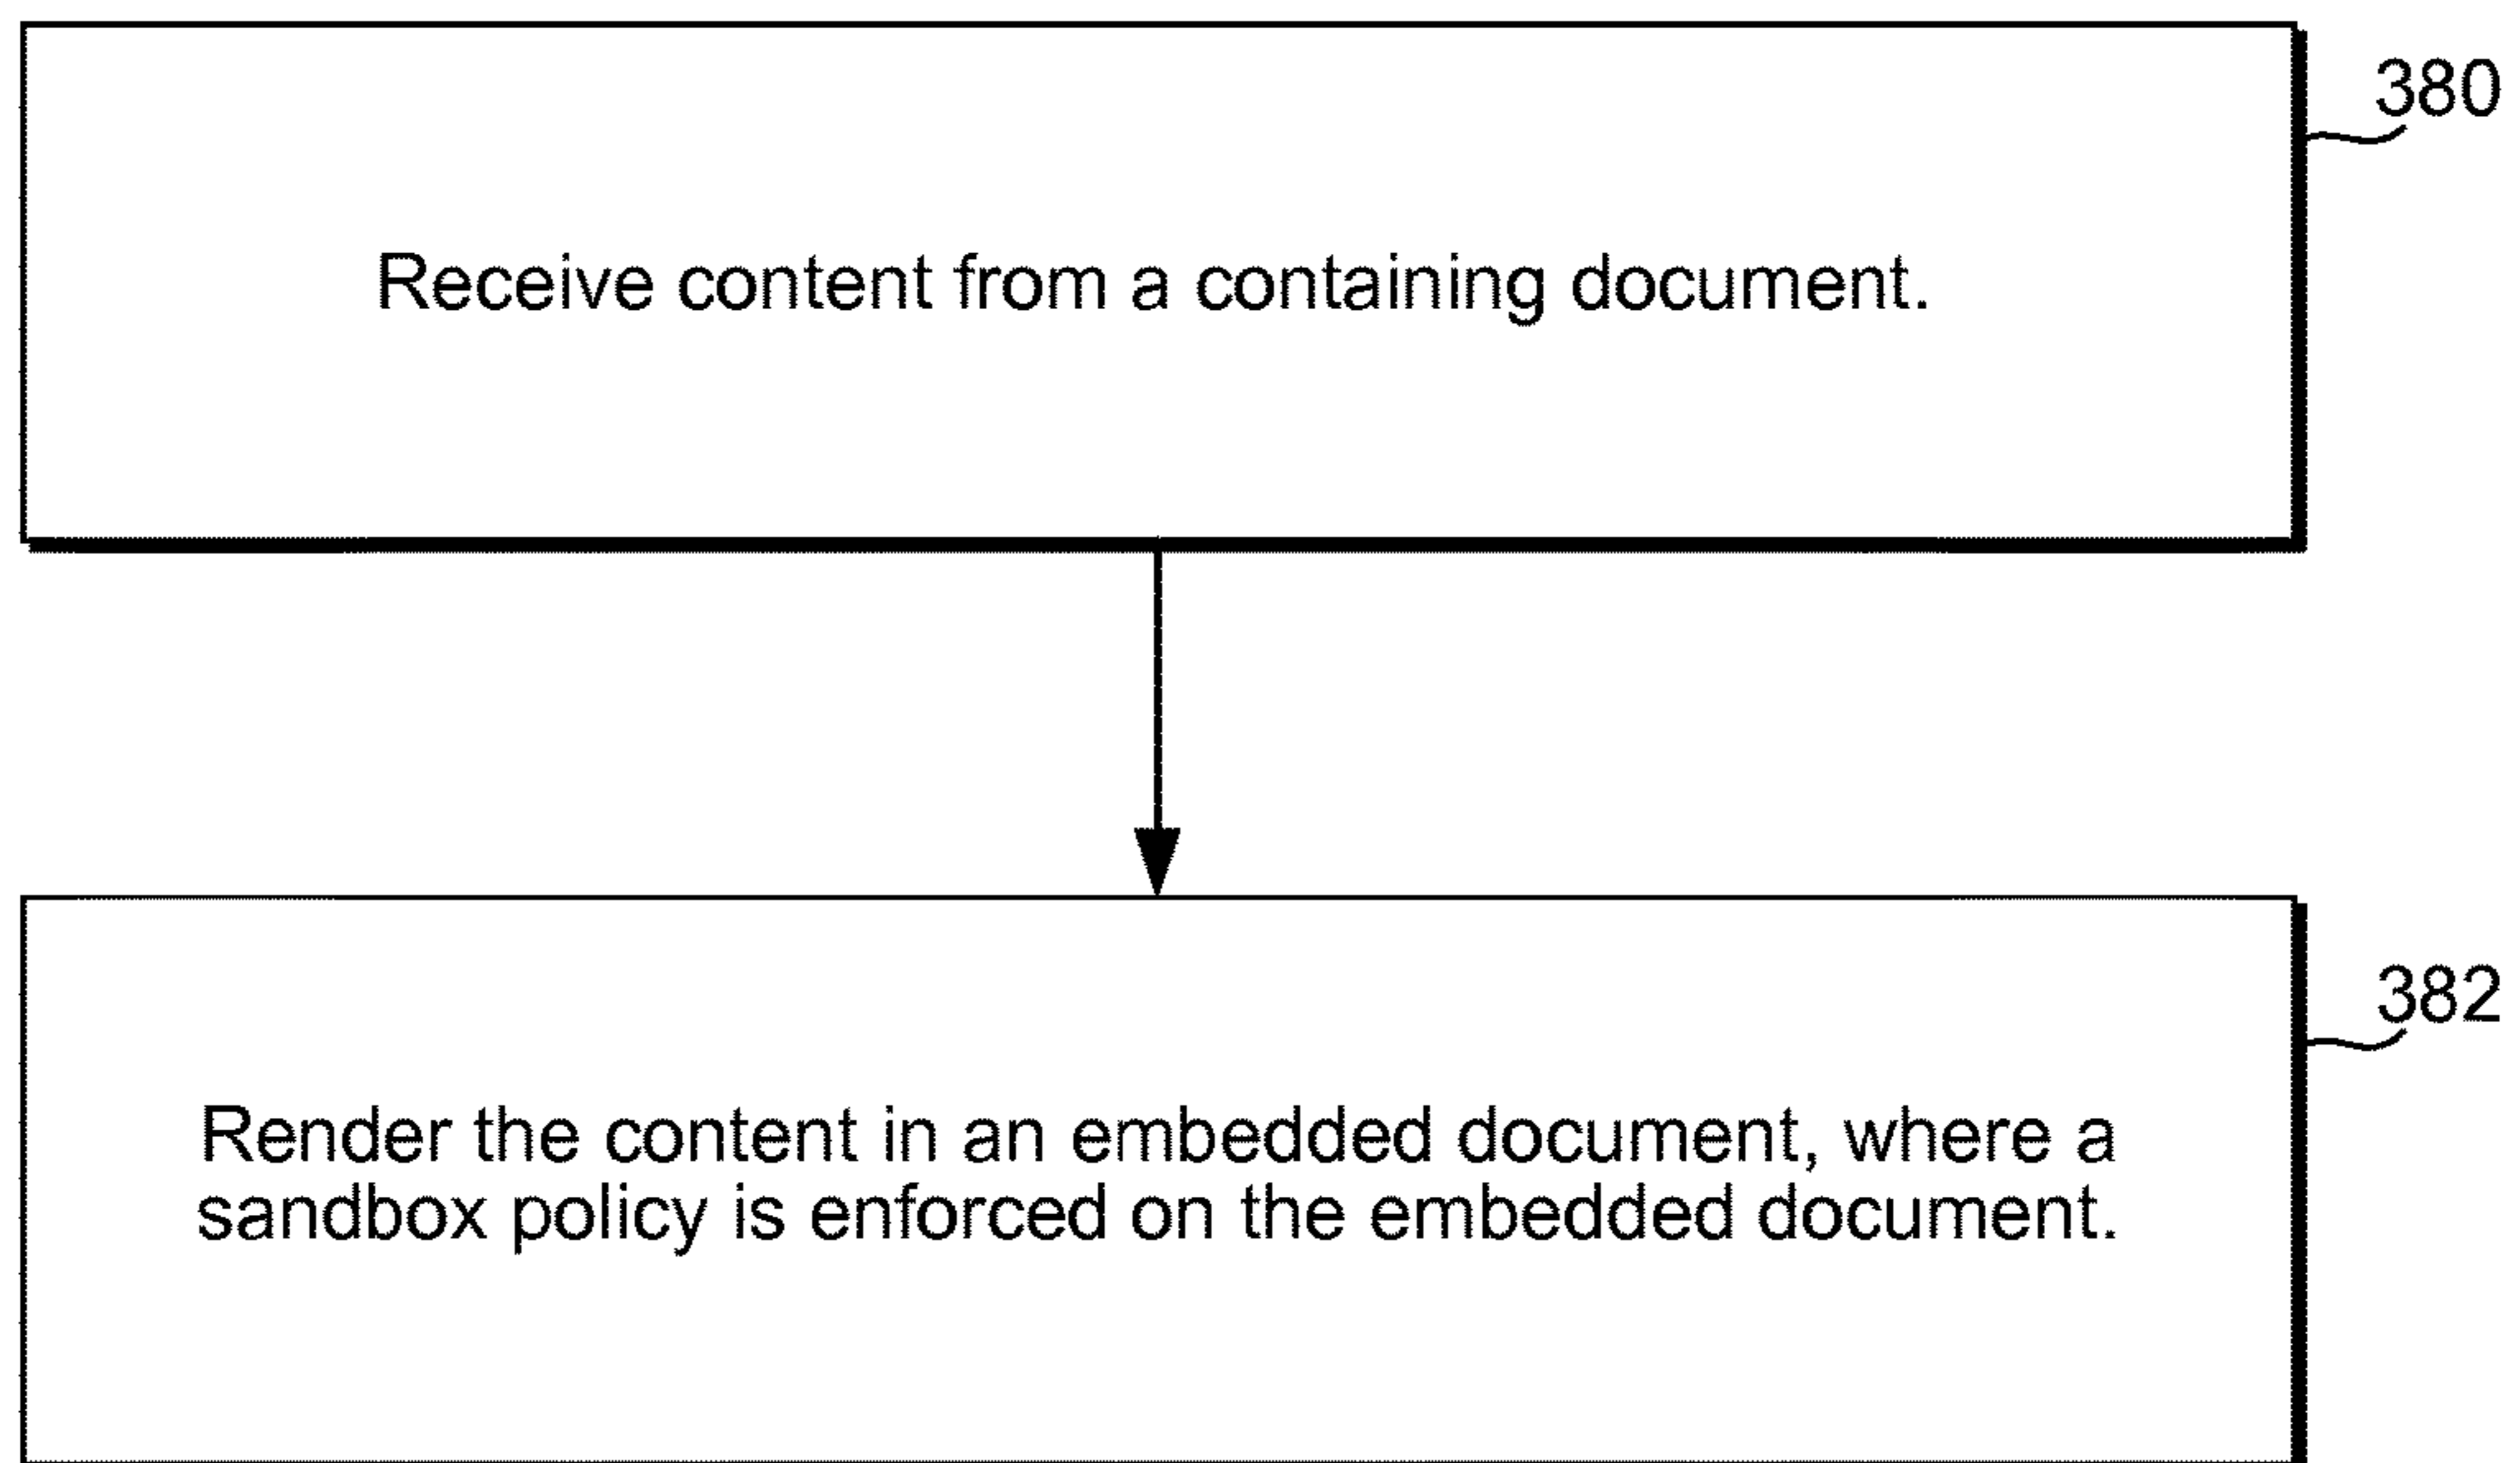 380
Receive content from a containing document.
382
Render the content in an embedded document, where a
sandbox policy is enforced on the embedded document.